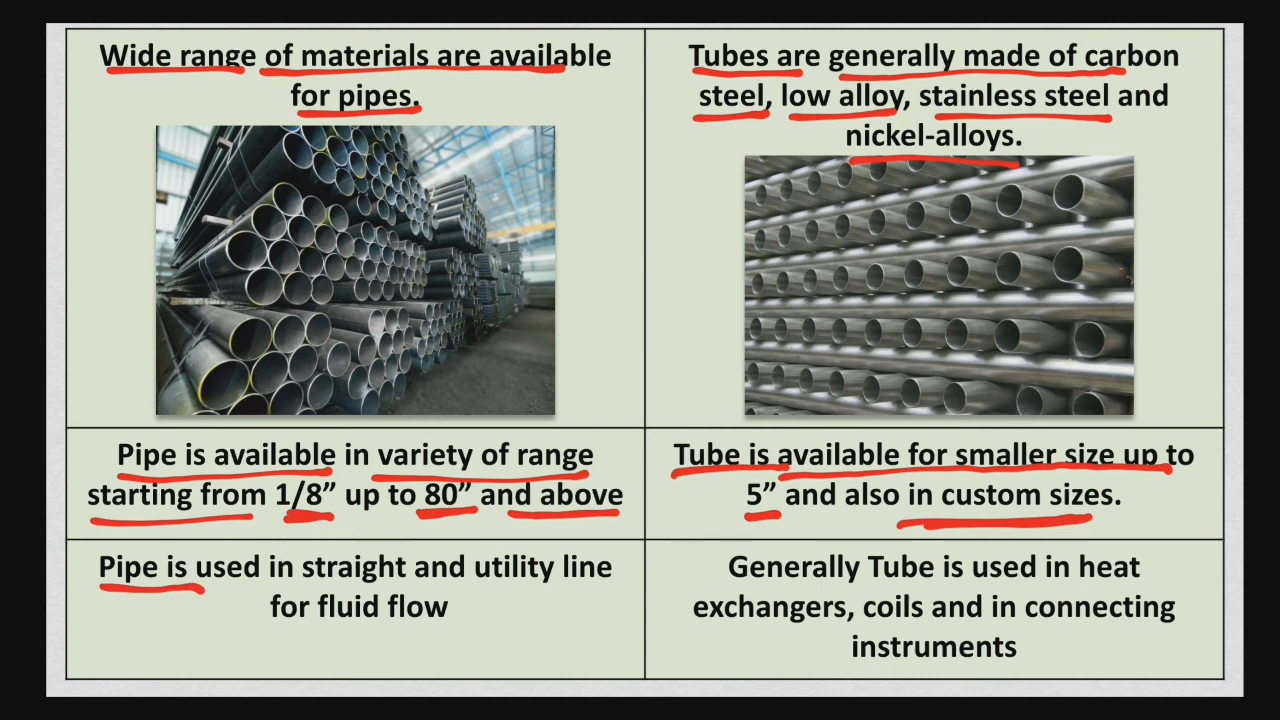 Wide range of materials are available
for pipes.
Tubes are generally made of carbon
steel, low alloy, stainless steel and
nickel-alloys.
Pipe is available in variety of range
starting from 1/8” up to 80” and above
Tube is available for smaller size up to
5” and also in custom sizes.
Pipe is used in straight and utility line
for fluid flow
Generally Tube is used in heat
exchangers, coils and in connecting
instruments